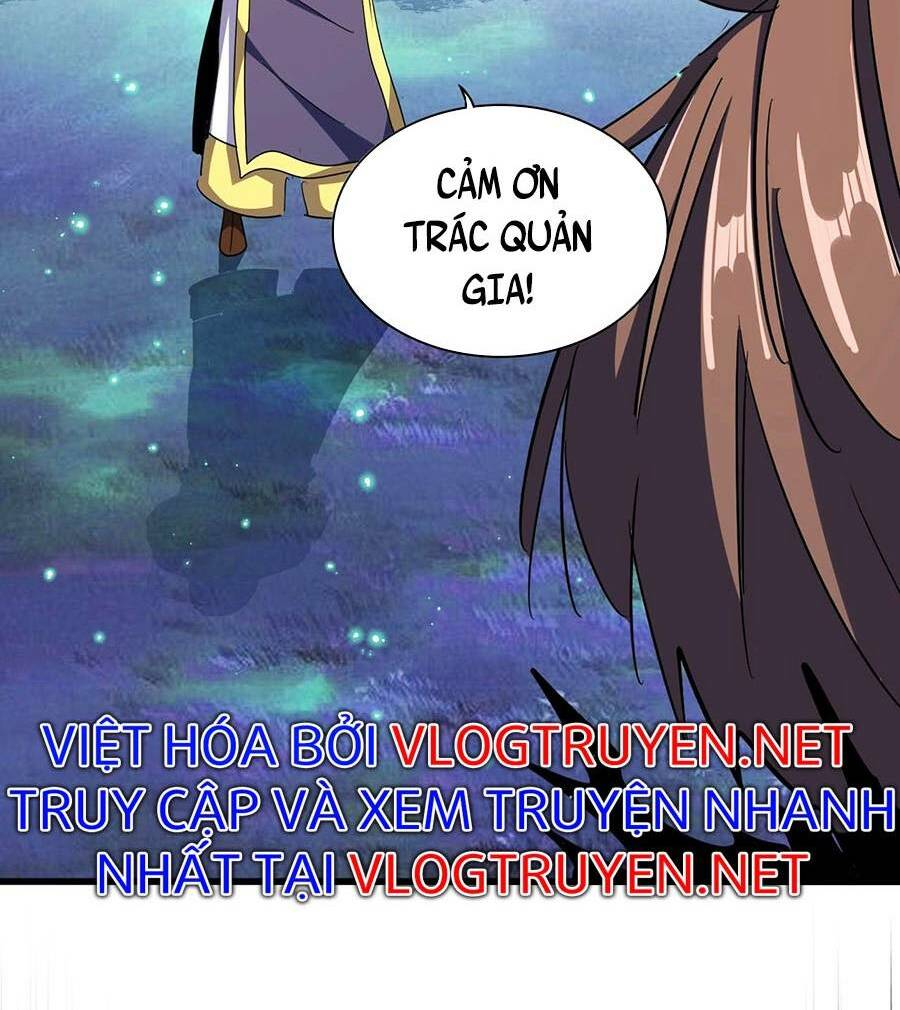 CẢM ƠN
TRÁC QUẢN
GIA!
VIỆT HÓA BỞI VLOGTRUYEN.NET
TRUY CẬP VÀ XEM TRUYỆN NHANH
NHẤT TẠI VLOGTRUYEN.NET